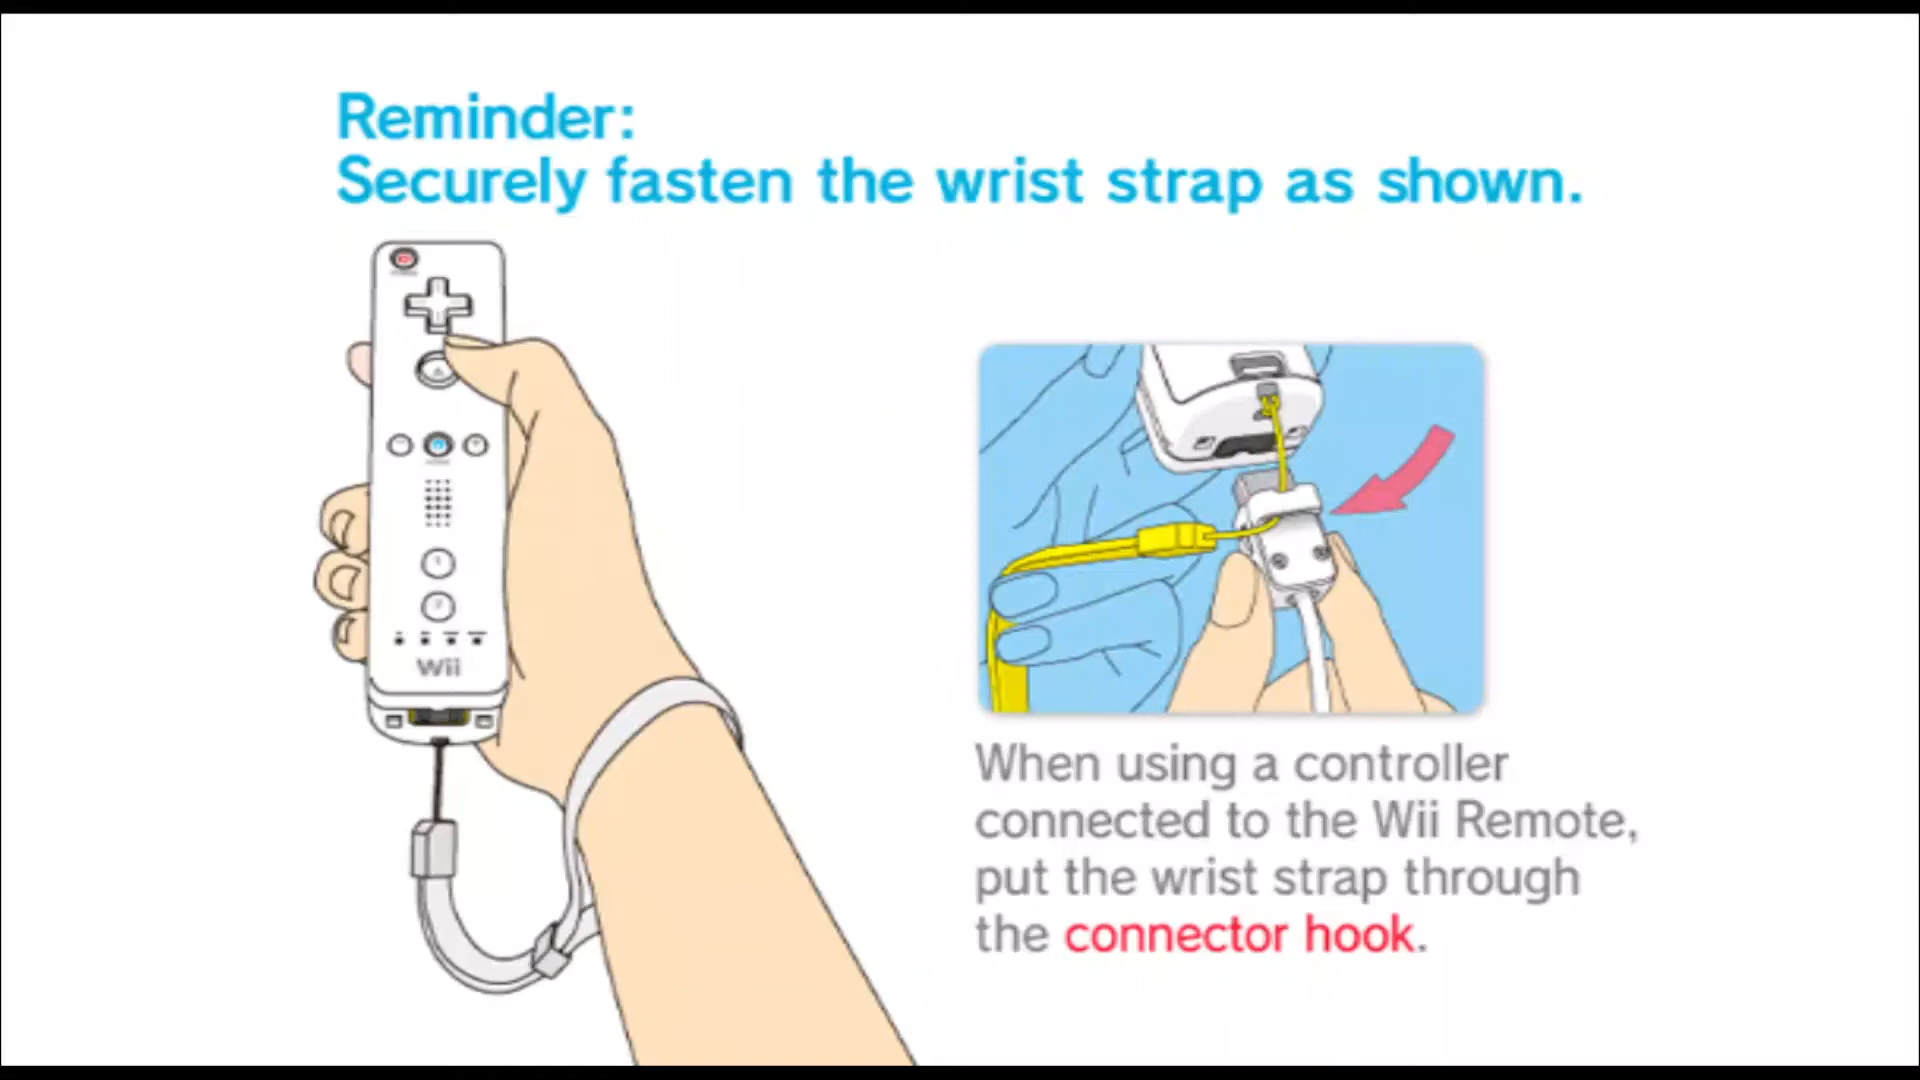 Reminder:
Securely fasten the wrist strap as shown.
Wii
When using a controller
connected to the Wii Remote,
put the wrist strap through
the connector hook.